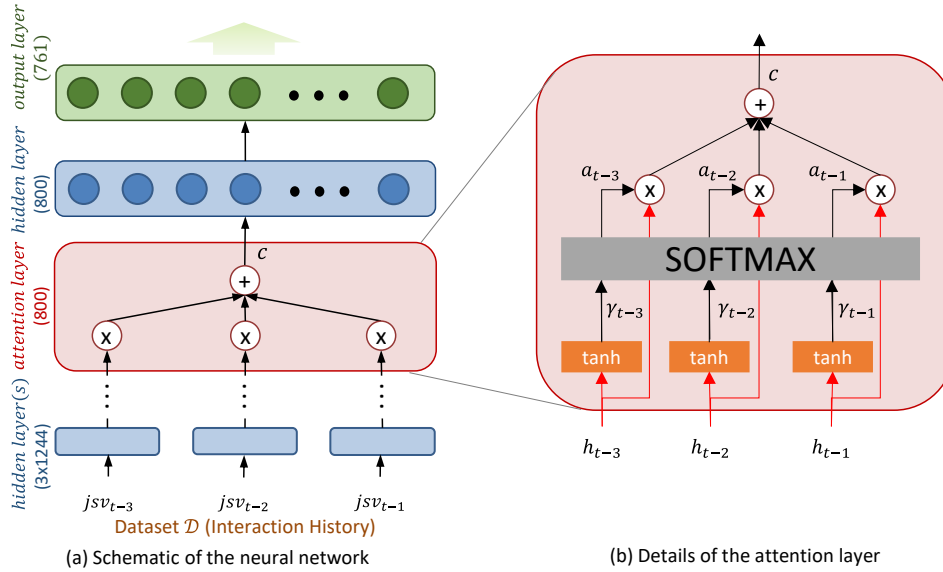 output layer
(761)
hidden layer
(800)
attention layer
(800)
hidden layer(s)
(3x1244)
c
+
x x x
jsv_{t−3} jsv_{t−2} jsv_{t−1}
Dataset 𝒟 (Interaction History)
(a) Schematic of the neural network
c
+
a_{t−3} x a_{t−2} x a_{t−1} x
SOFTMAX
γ_{t−3} γ_{t−2} γ_{t−1}
tanh tanh tanh
h_{t−3} h_{t−2} h_{t−1}
(b) Details of the attention layer